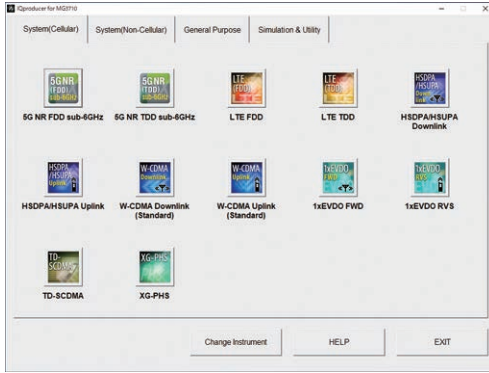 IQproducer for MG3710
System(Cellular)
System(Non-Cellular)
General Purpose
Simulation & Utility
5G NR
(FDD)
sub-6GHz
5G NR
(TDD)
sub-6GHz
LTE
(FDD)
LTE
(TDD)
HSDPA
/HSUPA
Downlink
5G NR FDD sub-6GHz
5G NR TDD sub-6GHz
LTE FDD
LTE TDD
HSDPA/HSUPA
Downlink
HSDPA
/HSUPA
Uplink
W-CDMA
Downlink
W-CDMA
Uplink
1xEVDO
FWD
1xEVDO
RVS
HSDPA/HSUPA Uplink
W-CDMA Downlink
(Standard)
W-CDMA Uplink
(Standard)
1xEVDO FWD
1xEVDO RVS
TD-
SCDMA
XG-PHS
TD-SCDMA
XG-PHS
Change Instrument
HELP
EXIT